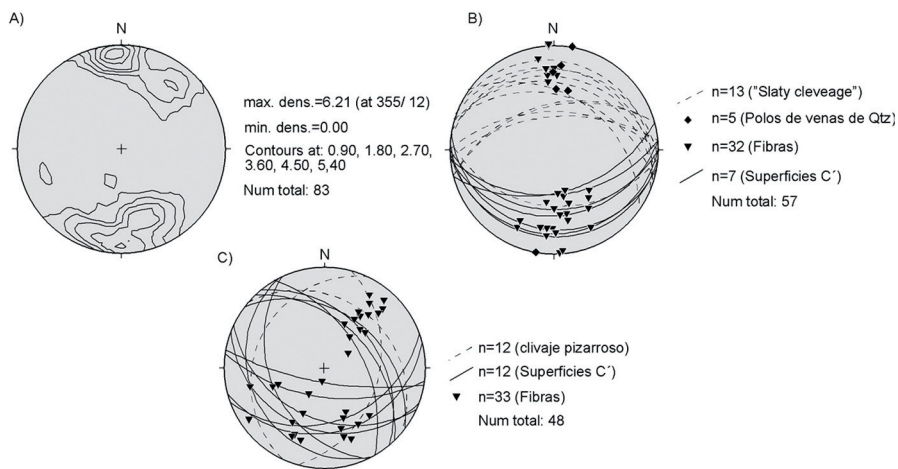 A)
N
max. dens.=6.21 (at 355/ 12)
min. dens.=0.00
Contours at: 0.90, 1.80, 2.70,
3.60, 4.50, 5,40
Num total: 83
B)
N
n=13 ("Slaty cleveage")
n=5 (Polos de venas de Qtz)
n=32 (Fibras)
n=7 (Superficies C´)
Num total: 57
C)
N
n=12 (clivaje pizarroso)
n=12 (Superficies C´)
n=33 (Fibras)
Num total: 48